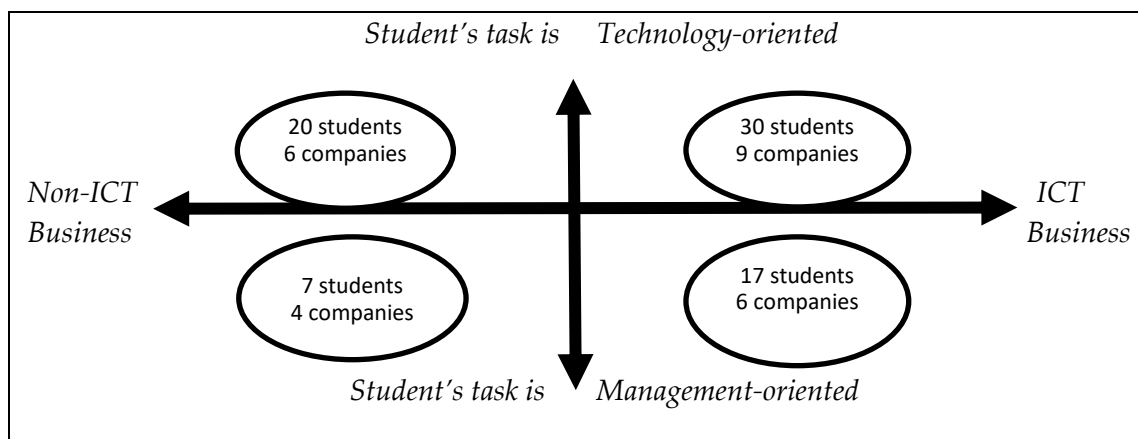 Student’s task is Technology-oriented
20 students
6 companies
30 students
9 companies
Non-ICT
Business
ICT
Business
7 students
4 companies
17 students
6 companies
Student’s task is Management-oriented